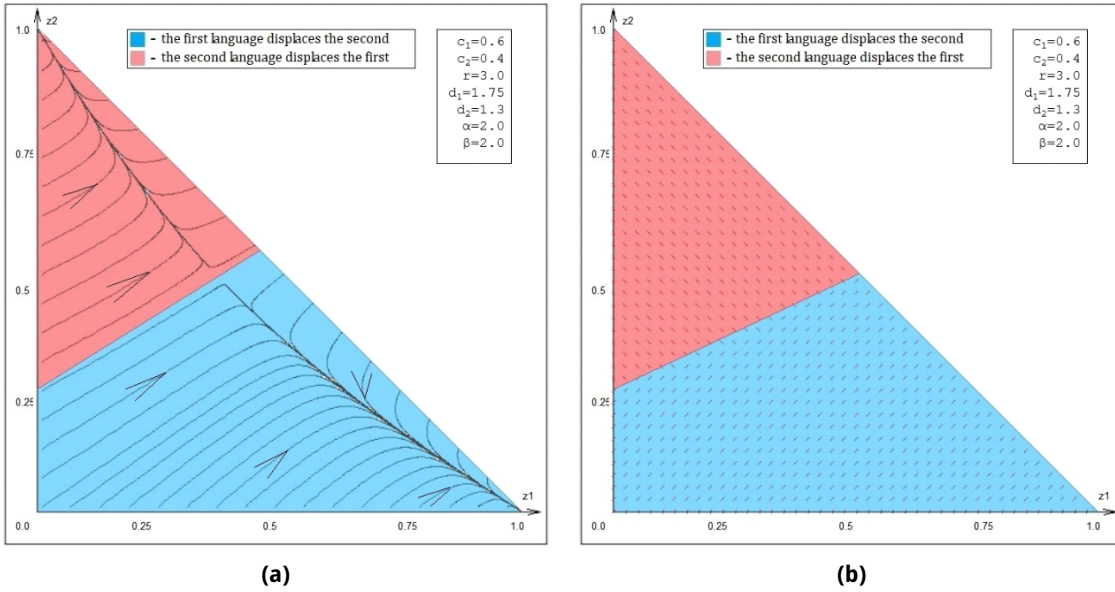 z2
1.0
0.75
0.5
0.25
0.0
0.25
0.5
0.75
1.0
z1
- the first language displaces the second
- the second language displaces the first
c₁=0.6
c₂=0.4
r=3.0
d₁=1.75
d₂=1.3
α=2.0
β=2.0
(a)
z2
1.0
0.75
0.5
0.25
0.0
0.25
0.5
0.75
1.0
z1
- the first language displaces the second
- the second language displaces the first
c₁=0.6
c₂=0.4
r=3.0
d₁=1.75
d₂=1.3
α=2.0
β=2.0
(b)